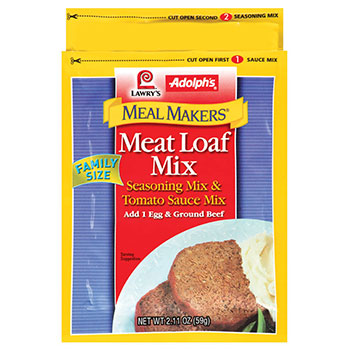 CUT OPEN SECOND 2 SEASONING MIX
CUT OPEN FIRST 1 SAUCE MIX
LAWRY'S
Adolph's
MEAL MAKERS®
Meat Loaf
Mix
FAMILY
SIZE
Seasoning Mix &
Tomato Sauce Mix
Add 1 Egg & Ground Beef
Serving
Suggestion
NET WT 2.11 OZ (59g)